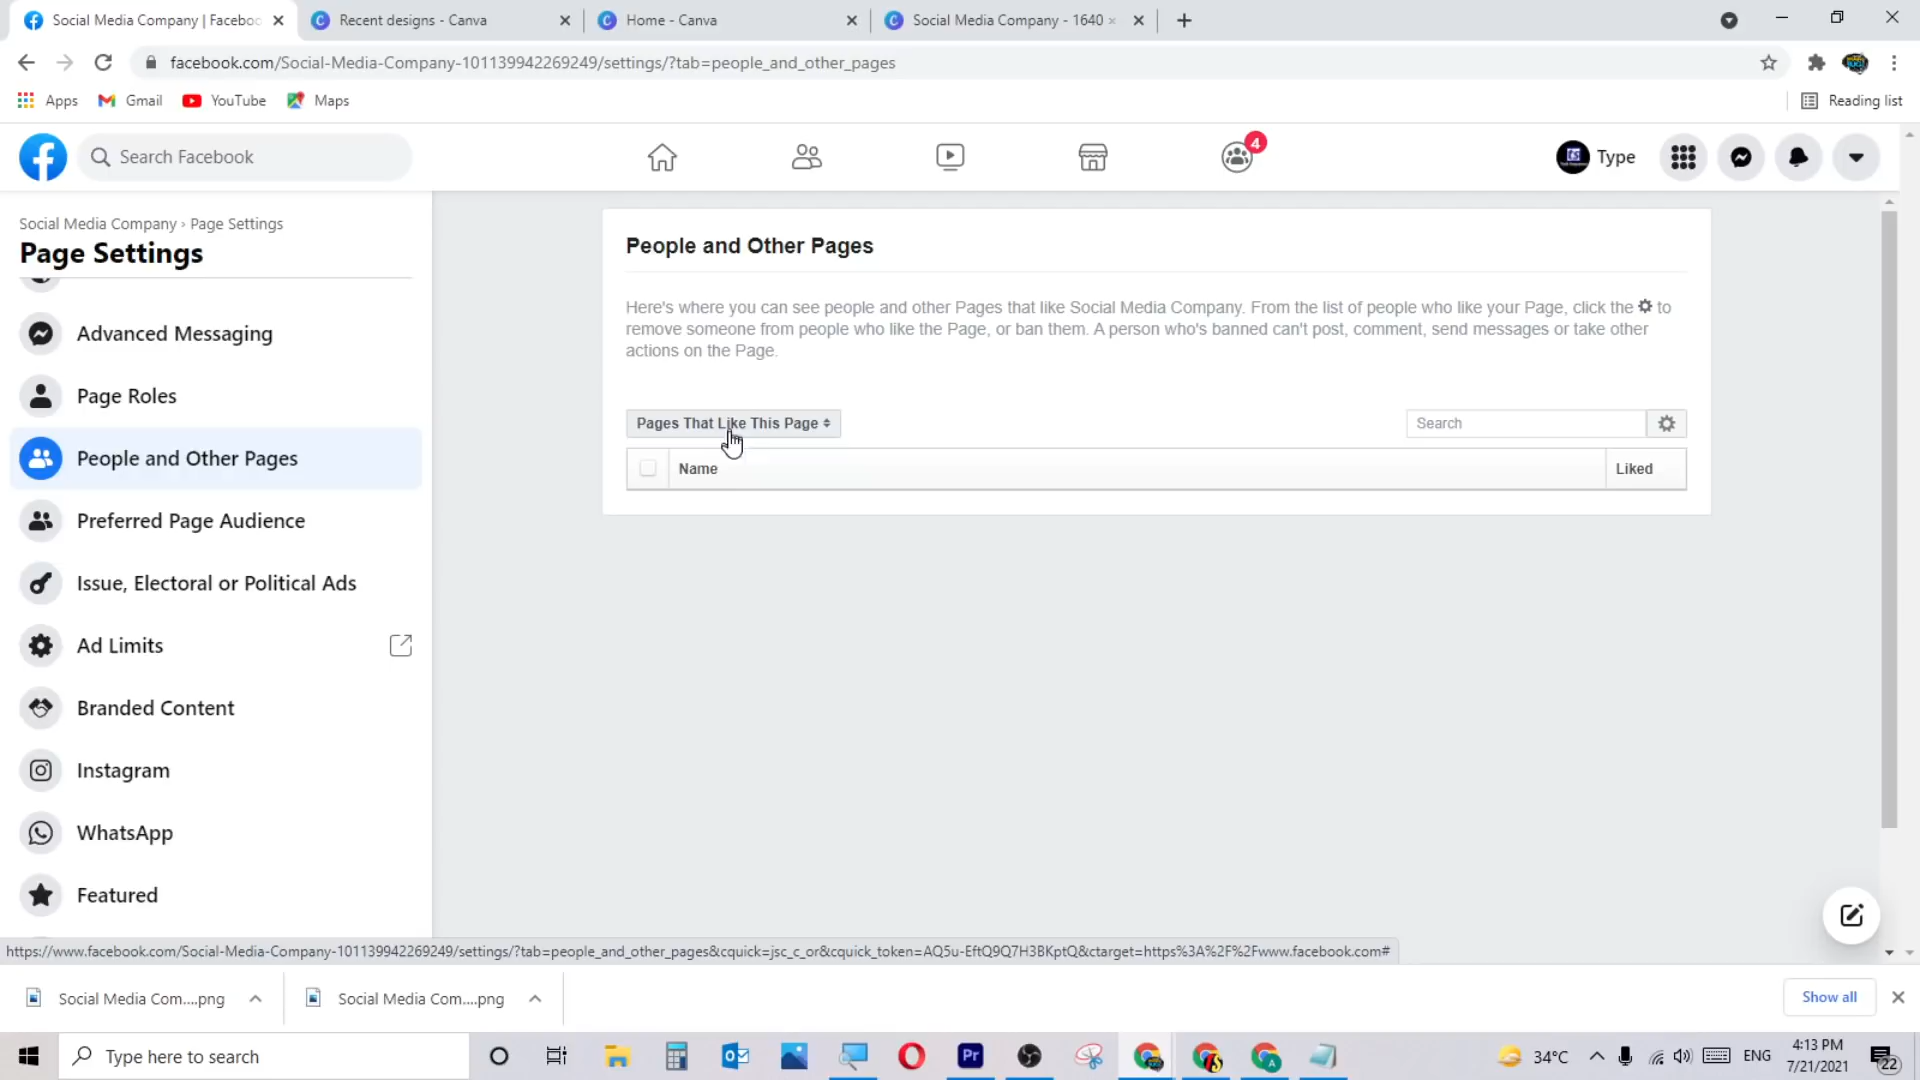 Social Media Company | Faceboo
Recent designs - Canva
Home - Canva
Social Media Company - 1640 ×
facebook.com/Social-Media-Company-101139942269249/settings/?tab=people_and_other_pages
Apps
Gmail
YouTube
Maps
Reading list
Search Facebook
4
Type
Social Media Company › Page Settings
Page Settings
Advanced Messaging
Page Roles
People and Other Pages
Preferred Page Audience
Issue, Electoral or Political Ads
Ad Limits
Branded Content
Instagram
WhatsApp
Featured
People and Other Pages
Here's where you can see people and other Pages that like Social Media Company. From the list of people who like your Page, click the to
remove someone from people who like the Page, or ban them. A person who's banned can't post, comment, send messages or take other
actions on the Page.
Pages That Like This Page
Search
Name
Liked
https://www.facebook.com/Social-Media-Company-101139942269249/settings/?tab=people_and_other_pages&cquick=jsc_c_or&cquick_token=AQ5u-EftQ9Q7H3BKptQ&ctarget=https%3A%2F%2Fwww.facebook.com#
Social Media Com....png
Social Media Com....png
Show all
Type here to search
Pr
34°C
ENG
4:13 PM
7/21/2021
22